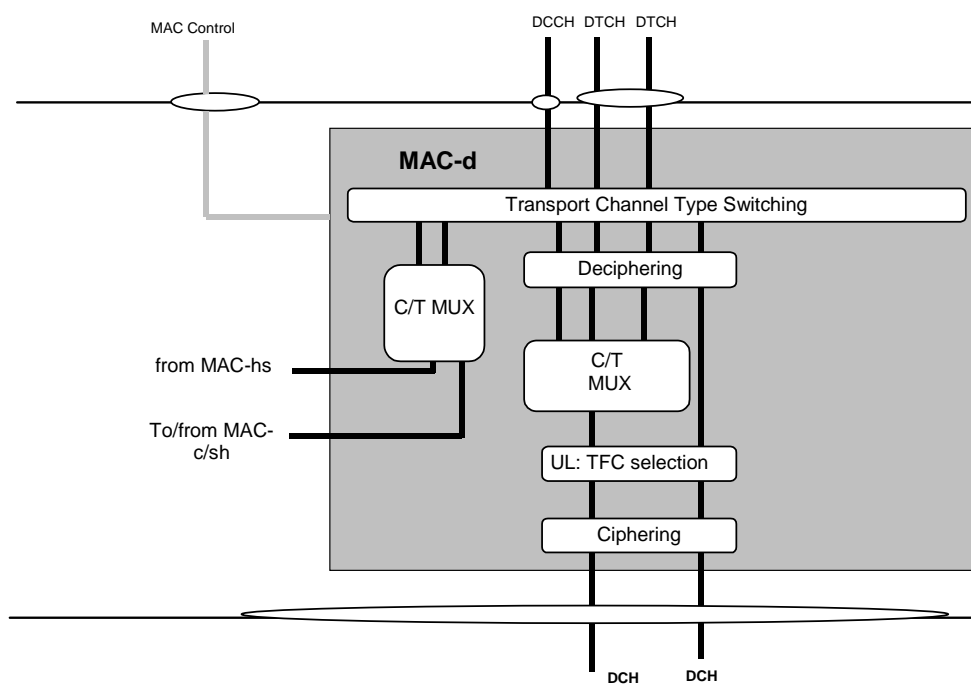 MAC Control
DCCH DTCH DTCH
MAC-d
Transport Channel Type Switching
Deciphering
C/T MUX
from MAC-hs
C/T
MUX
To/from MAC-
c/sh
UL: TFC selection
Ciphering
DCH DCH